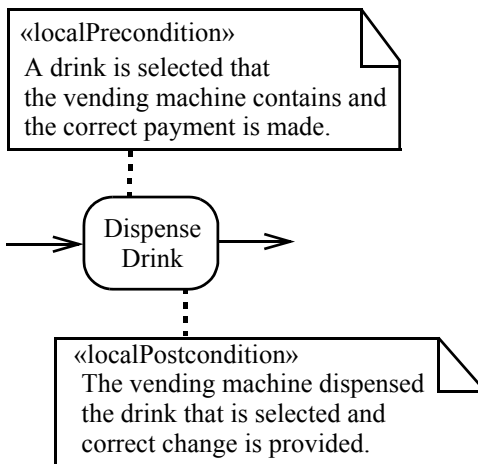 «localPrecondition»
A drink is selected that
the vending machine contains and
the correct payment is made.
Dispense
Drink
«localPostcondition»
The vending machine dispensed
the drink that is selected and
correct change is provided.